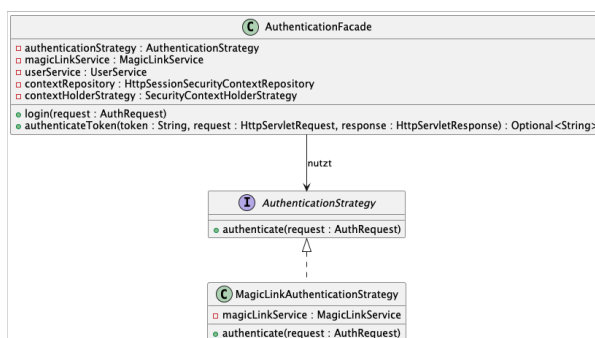 C AuthenticationFacade
authenticationStrategy : AuthenticationStrategy
magicLinkService : MagicLinkService
userService : UserService
contextRepository : HttpSessionSecurityContextRepository
contextHolderStrategy : SecurityContextHolderStrategy
login(request : AuthRequest)
authenticateToken(token : String, request : HttpServletRequest, response : HttpServletResponse) : Optional<String>
nutzt
I AuthenticationStrategy
authenticate(request : AuthRequest)
C MagicLinkAuthenticationStrategy
magicLinkService : MagicLinkService
authenticate(request : AuthRequest)